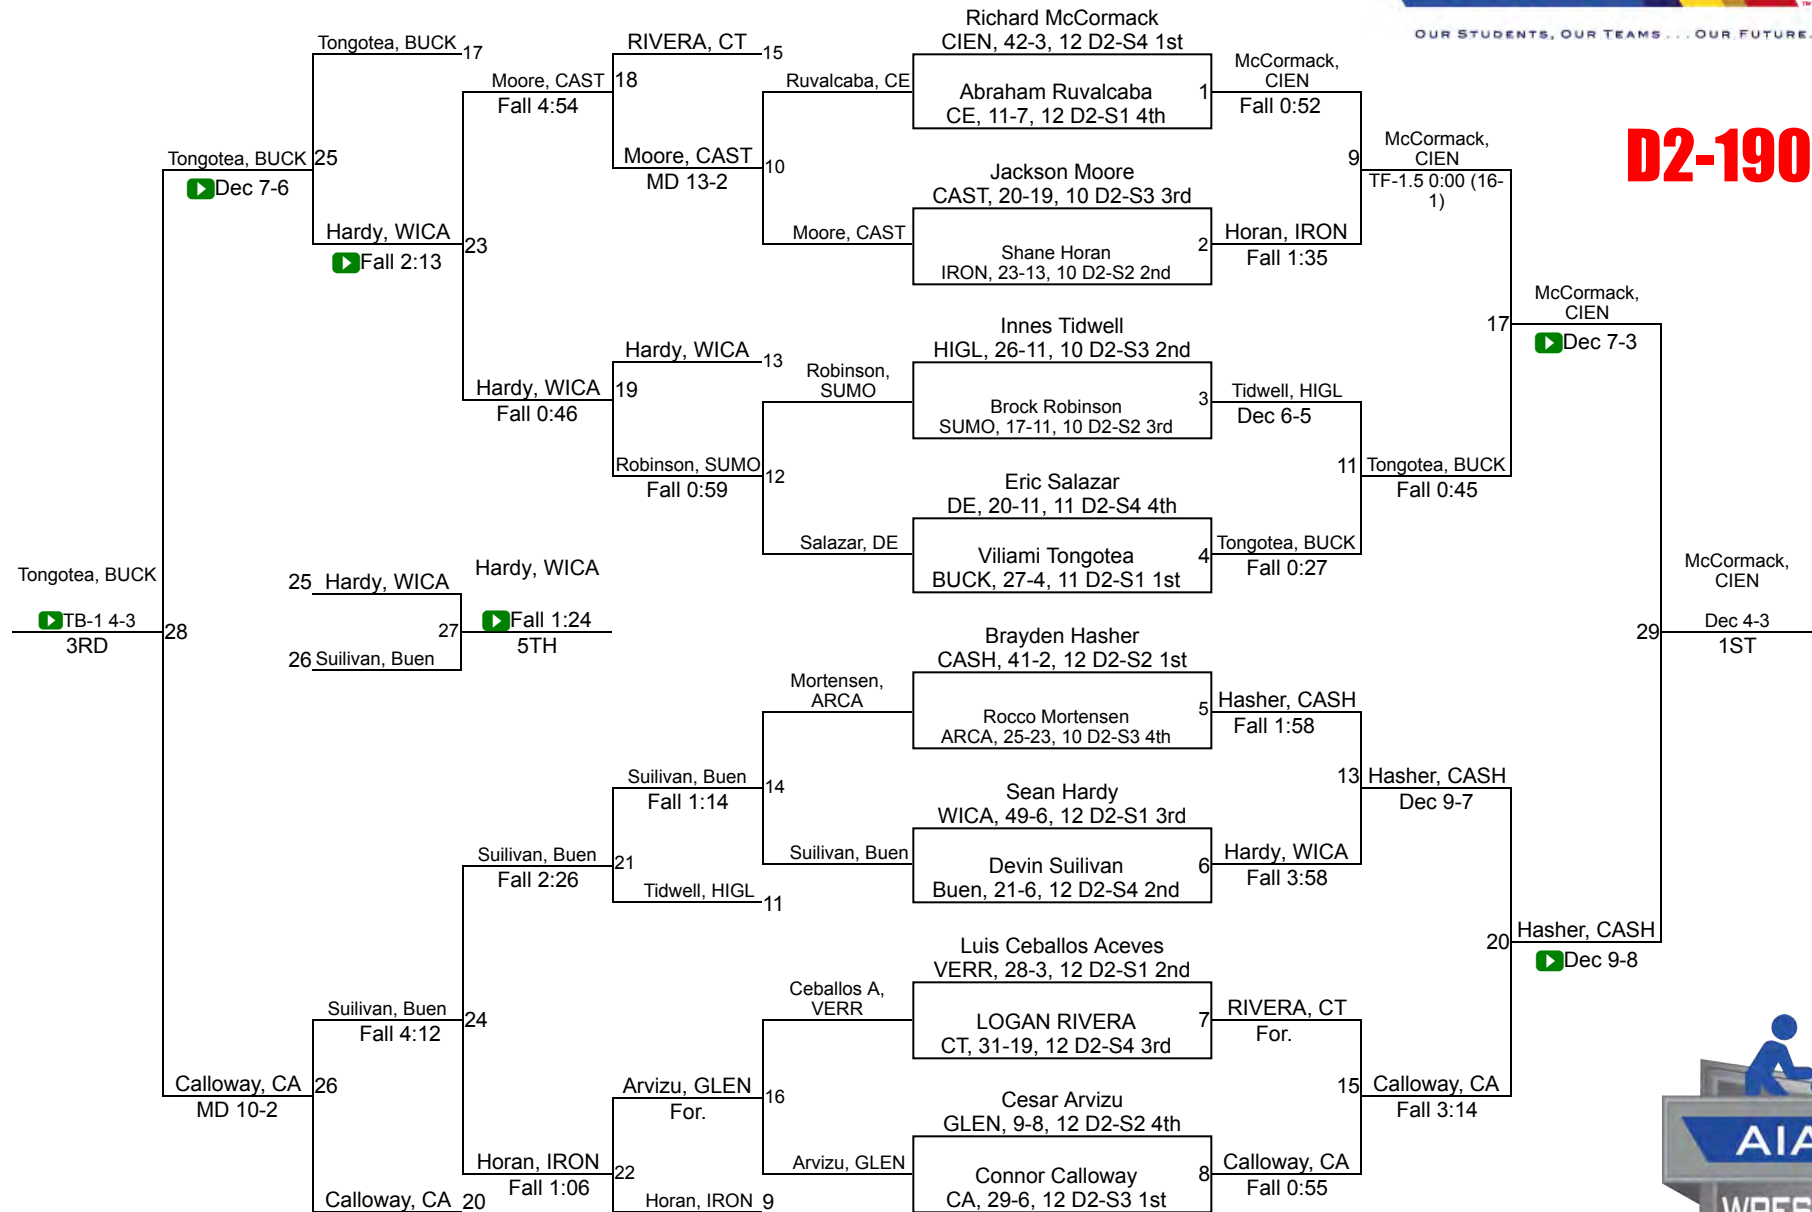 OUR STUDENTS, OUR TEAMS . . . OUR FUTURE.
D2-190
Tongotea, BUCK 17
RIVERA, CT 15
Moore, CAST 18
Fall 4:54
Tongotea, BUCK 25
Dec 7-6
Moore, CAST 10
MD 13-2
Hardy, WICA 23
Fall 2:13
Hardy, WICA 13
Hardy, WICA 19
Fall 0:46
Robinson, SUMO 12
Fall 0:59
Ruvalcaba, CE
Moore, CAST
Robinson,
SUMO
Salazar, DE
Richard McCormack
CIEN, 42-3, 12 D2-S4 1st
Abraham Ruvalcaba 1
CE, 11-7, 12 D2-S1 4th
Jackson Moore
CAST, 20-19, 10 D2-S3 3rd
Shane Horan 2
IRON, 23-13, 10 D2-S2 2nd
Innes Tidwell
HIGL, 26-11, 10 D2-S3 2nd
Brock Robinson 3
SUMO, 17-11, 10 D2-S2 3rd
Eric Salazar
DE, 20-11, 11 D2-S4 4th
Viliami Tongotea 4
BUCK, 27-4, 11 D2-S1 1st
McCormack,
CIEN
Fall 0:52
Horan, IRON
Fall 1:35
Tidwell, HIGL
Dec 6-5
Tongotea, BUCK
Fall 0:27
9 McCormack,
CIEN
TF-1.5 0:00 (16-
1)
11 Tongotea, BUCK
Fall 0:45
17 McCormack,
CIEN
Dec 7-3
Tongotea, BUCK
TB-1 4-3 28
3RD
25 Hardy, WICA
26 Suilivan, Buen
27 Hardy, WICA
Fall 1:24
5TH
McCormack,
CIEN
29 Dec 4-3
1ST
Mortensen,
ARCA
Suilivan, Buen
Ceballos A,
VERR
Arvizu, GLEN
Brayden Hasher
CASH, 41-2, 12 D2-S2 1st
Rocco Mortensen 5
ARCA, 25-23, 10 D2-S3 4th
Sean Hardy
WICA, 49-6, 12 D2-S1 3rd
Devin Suilivan 6
Buen, 21-6, 12 D2-S4 2nd
Luis Ceballos Aceves
VERR, 28-3, 12 D2-S1 2nd
LOGAN RIVERA 7
CT, 31-19, 12 D2-S4 3rd
Cesar Arvizu
GLEN, 9-8, 12 D2-S2 4th
Connor Calloway 8
CA, 29-6, 12 D2-S3 1st
Hasher, CASH
Fall 1:58
Hardy, WICA
Fall 3:58
RIVERA, CT
For.
Calloway, CA
Fall 0:55
13 Hasher, CASH
Dec 9-7
15 Calloway, CA
Fall 3:14
20 Hasher, CASH
Dec 9-8
Suilivan, Buen 14
Fall 1:14
Suilivan, Buen 21
Fall 2:26
Tidwell, HIGL 11
Suilivan, Buen 24
Fall 4:12
Calloway, CA 26
MD 10-2
Arvizu, GLEN 16
For.
Horan, IRON 22
Fall 1:06
Horan, IRON 9
Calloway, CA 20
AIA